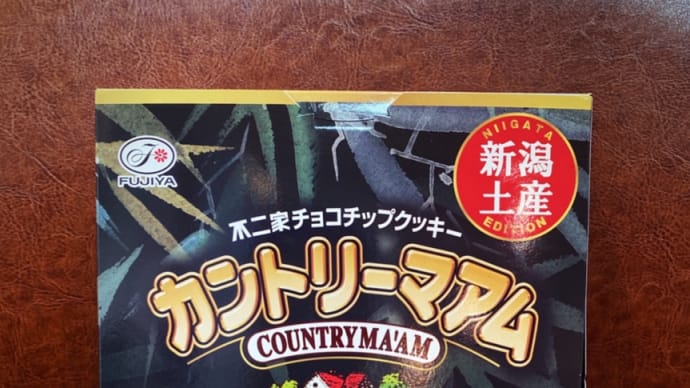 FUJIYA
NIIGATA
新潟
土産
EDITION
不二家チョコチップクッキー
カントリーマアム
COUNTRY MA'AM